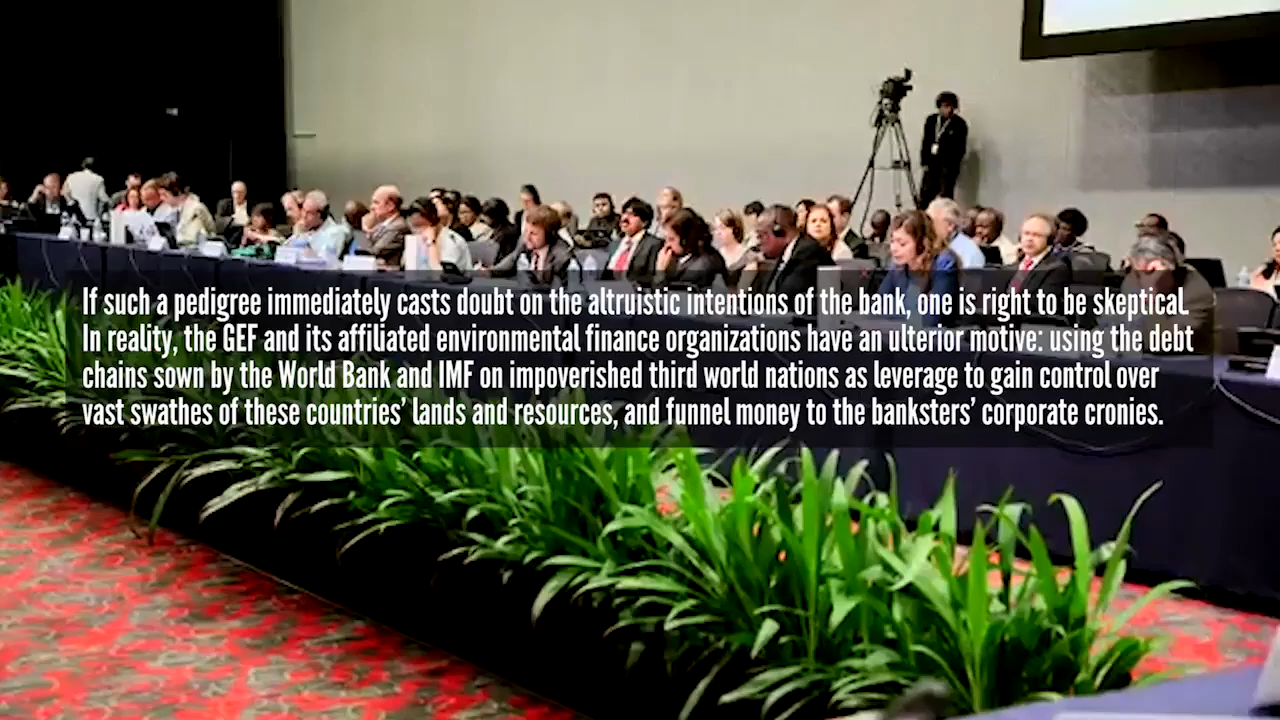 If such a pedigree immediately casts doubt on the altruistic intentions of the bank, one is right to be skeptical.
In reality, the GEF and its affiliated environmental finance organizations have an ulterior motive: using the debt
chains sown by the World Bank and IMF on impoverished third world nations as leverage to gain control over
vast swathes of these countries’ lands and resources, and funnel money to the banksters’ corporate cronies.